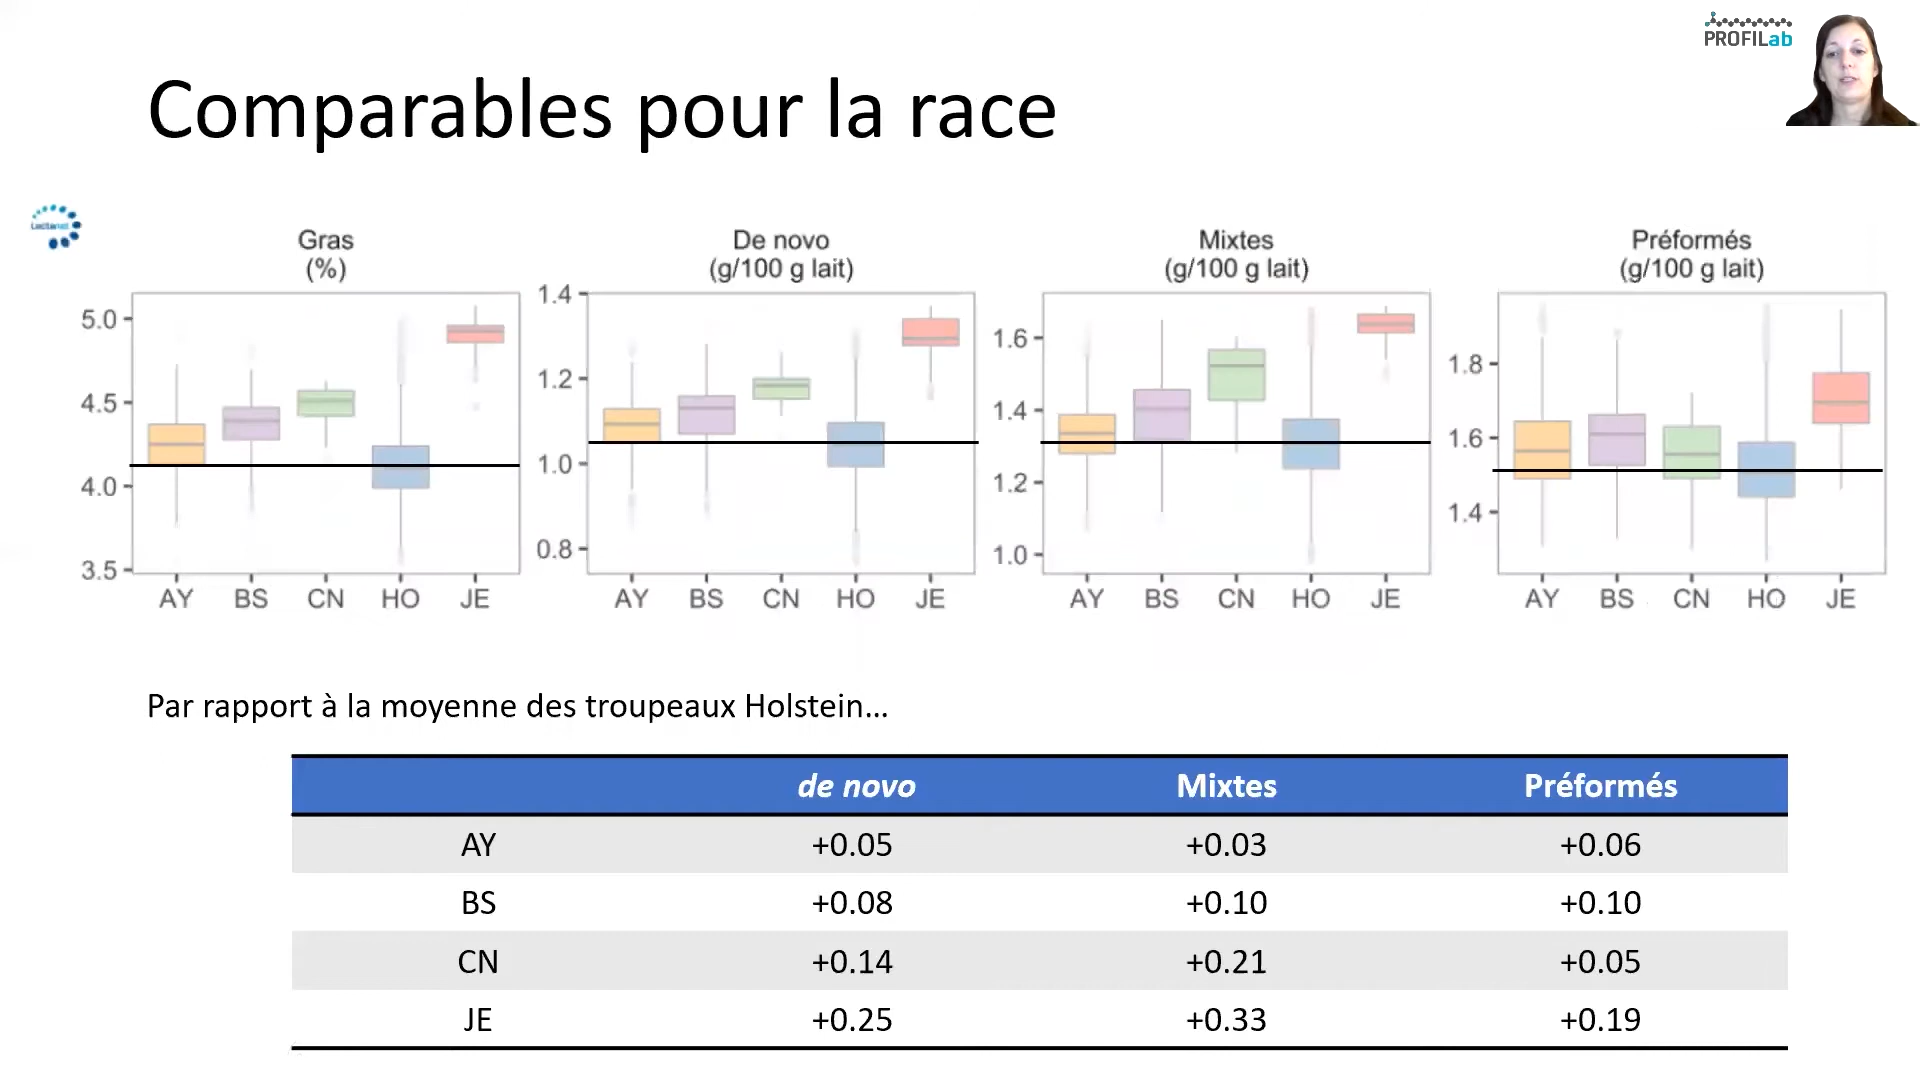 PROFILab
Comparables pour la race
Lactanet
Gras
(%)
5.0
4.5
4.0
3.5
AY BS CN HO JE
De novo
(g/100 g lait)
1.4
1.2
1.0
0.8
AY BS CN HO JE
Mixtes
(g/100 g lait)
1.6
1.4
1.2
1.0
AY BS CN HO JE
Préformés
(g/100 g lait)
1.8
1.6
1.4
AY BS CN HO JE
Par rapport à la moyenne des troupeaux Holstein...
de novo Mixtes Préformés
AY +0.05 +0.03 +0.06
BS +0.08 +0.10 +0.10
CN +0.14 +0.21 +0.05
JE +0.25 +0.33 +0.19